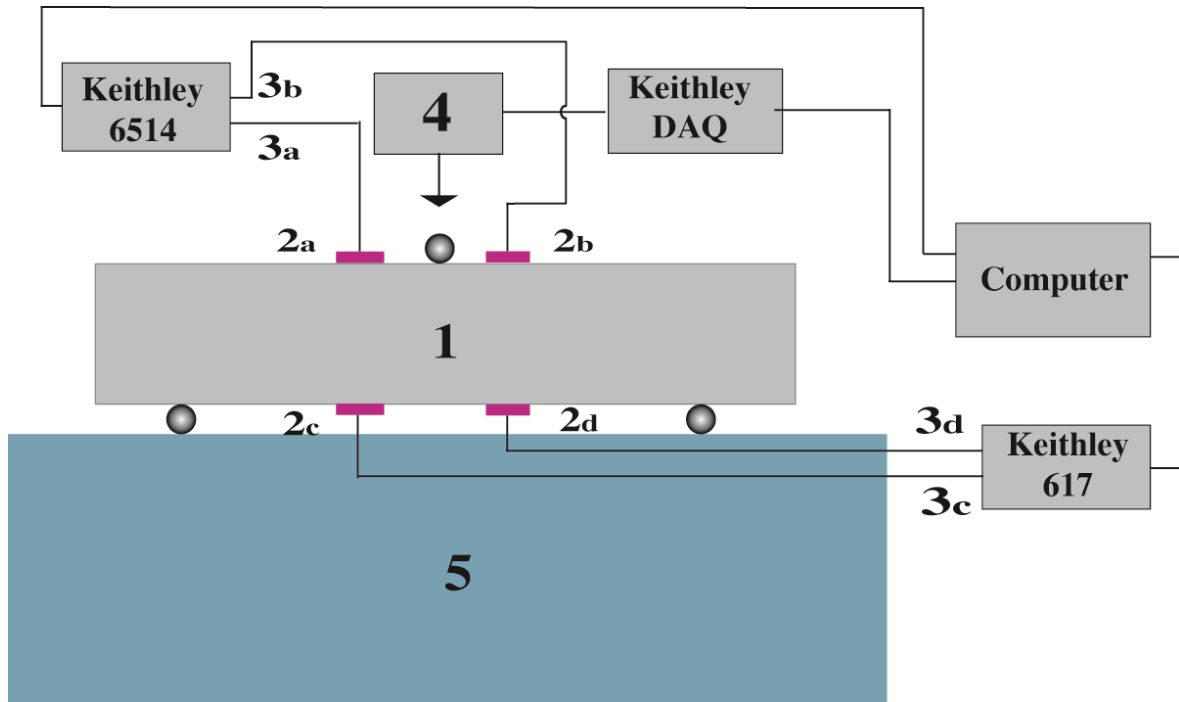 Keithley
6514
3b
3a
4
Keithley
DAQ
2a
2b
Computer
1
2c
2d
3d
3c
Keithley
617
5